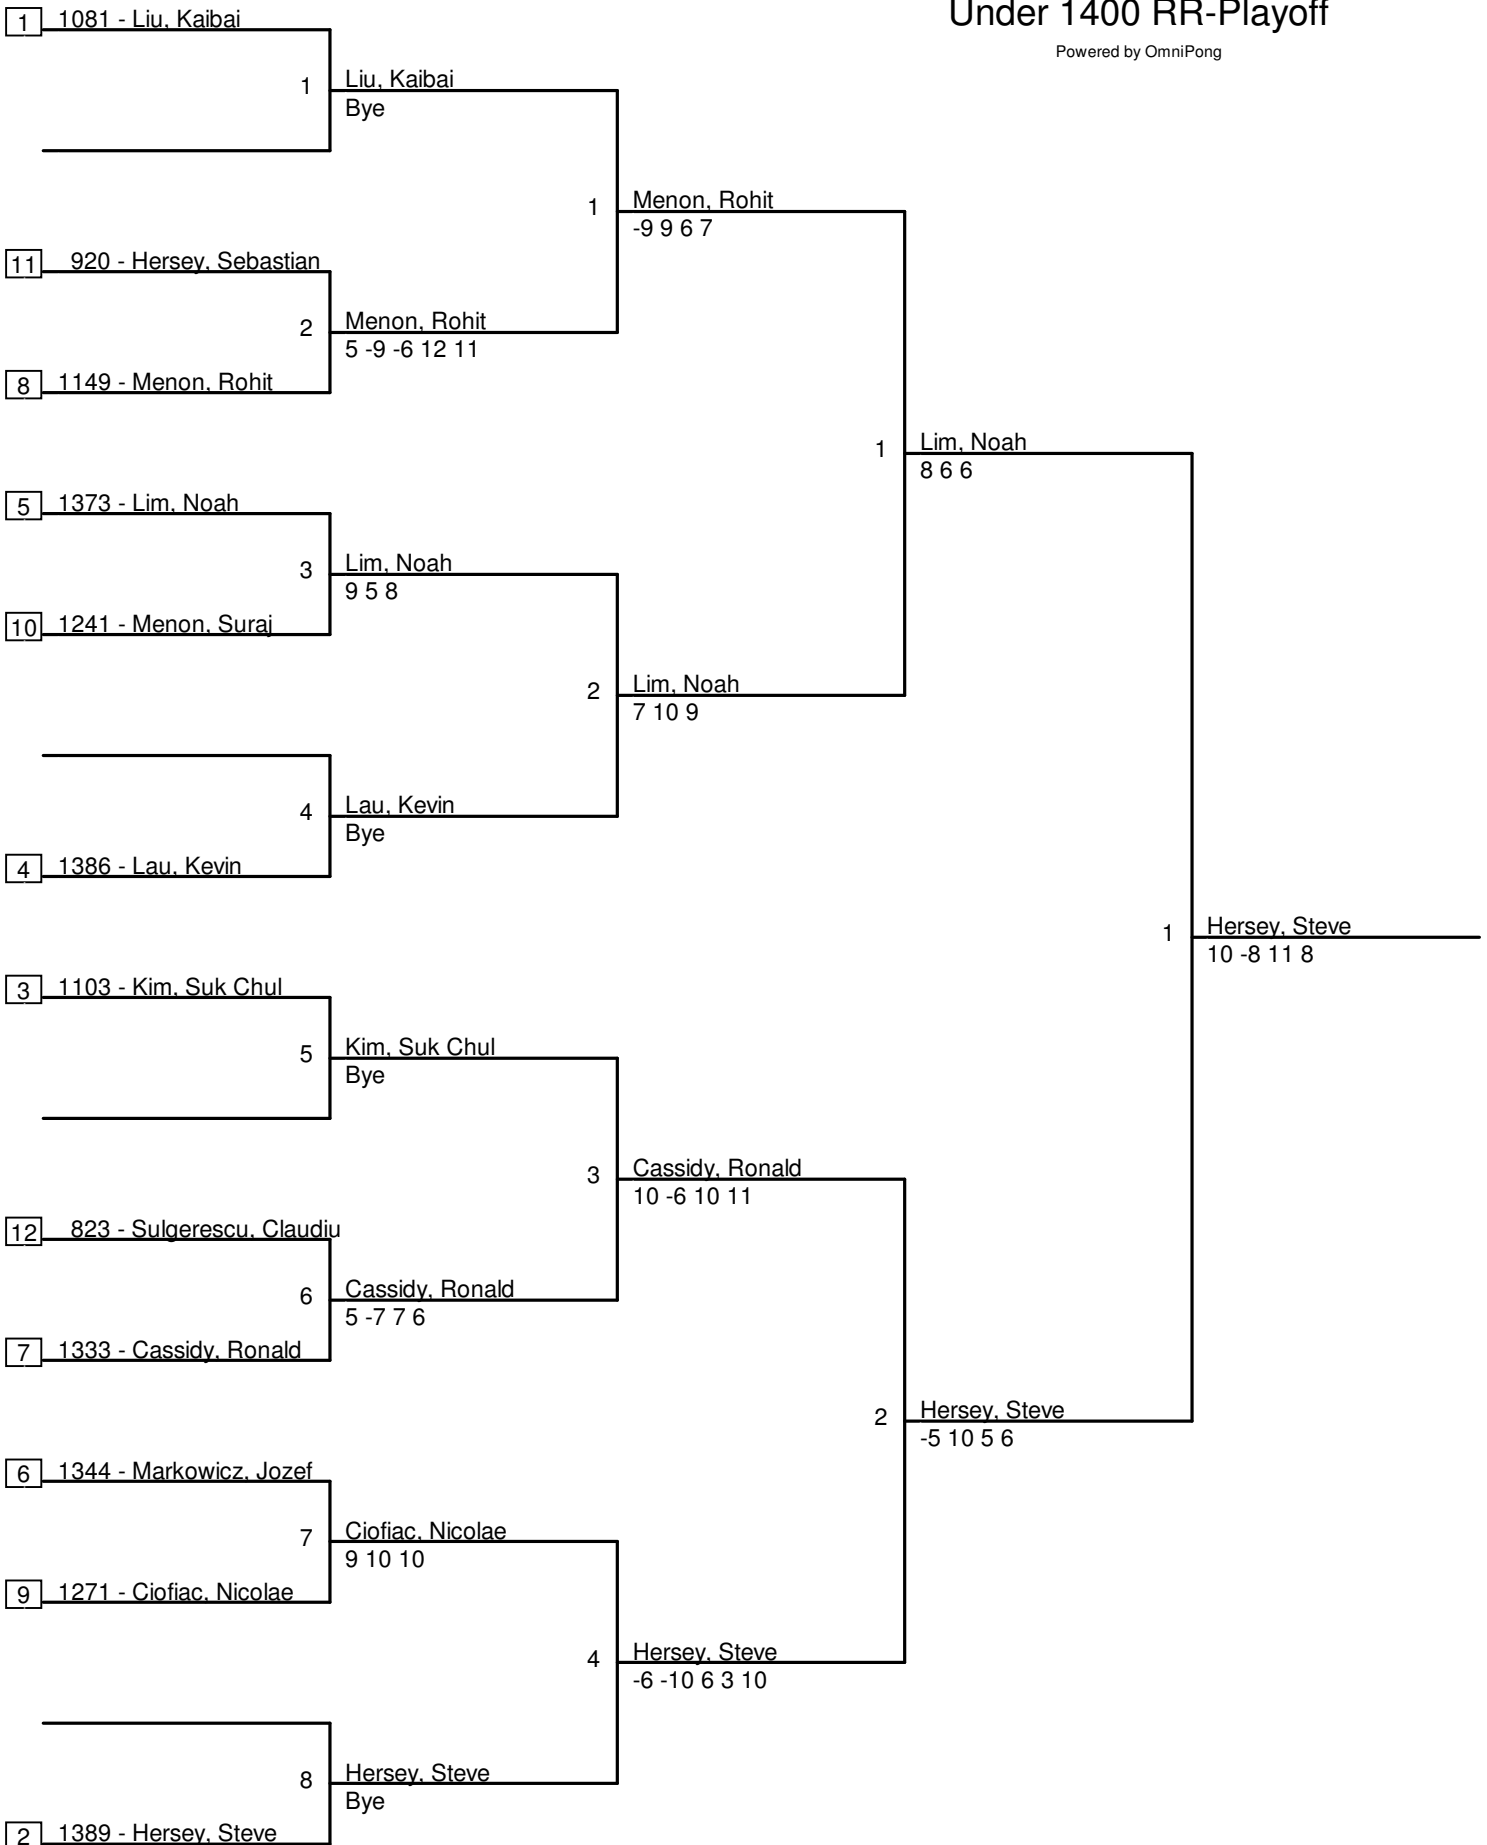 Under 1400 RR-Playoff
Powered by OmniPong
1 1081 - Liu, Kaibai
1 Liu, Kaibai
Bye
1 Menon, Rohit
-9 9 6 7
11 920 - Hersey, Sebastian
2 Menon, Rohit
5 -9 -6 12 11
8 1149 - Menon, Rohit
1 Lim, Noah
8 6 6
5 1373 - Lim, Noah
3 Lim, Noah
9 5 8
10 1241 - Menon, Suraj
2 Lim, Noah
7 10 9
4 Lau, Kevin
Bye
4 1386 - Lau, Kevin
1 Hersey, Steve
10 -8 11 8
3 1103 - Kim, Suk Chul
5 Kim, Suk Chul
Bye
3 Cassidy, Ronald
10 -6 10 11
12 823 - Sulgerescu, Claudiu
6 Cassidy, Ronald
5 -7 7 6
7 1333 - Cassidy, Ronald
2 Hersey, Steve
-5 10 5 6
6 1344 - Markowicz, Jozef
7 Ciofiac, Nicolae
9 10 10
9 1271 - Ciofiac, Nicolae
4 Hersey, Steve
-6 -10 6 3 10
8 Hersey, Steve
Bye
2 1389 - Hersey, Steve